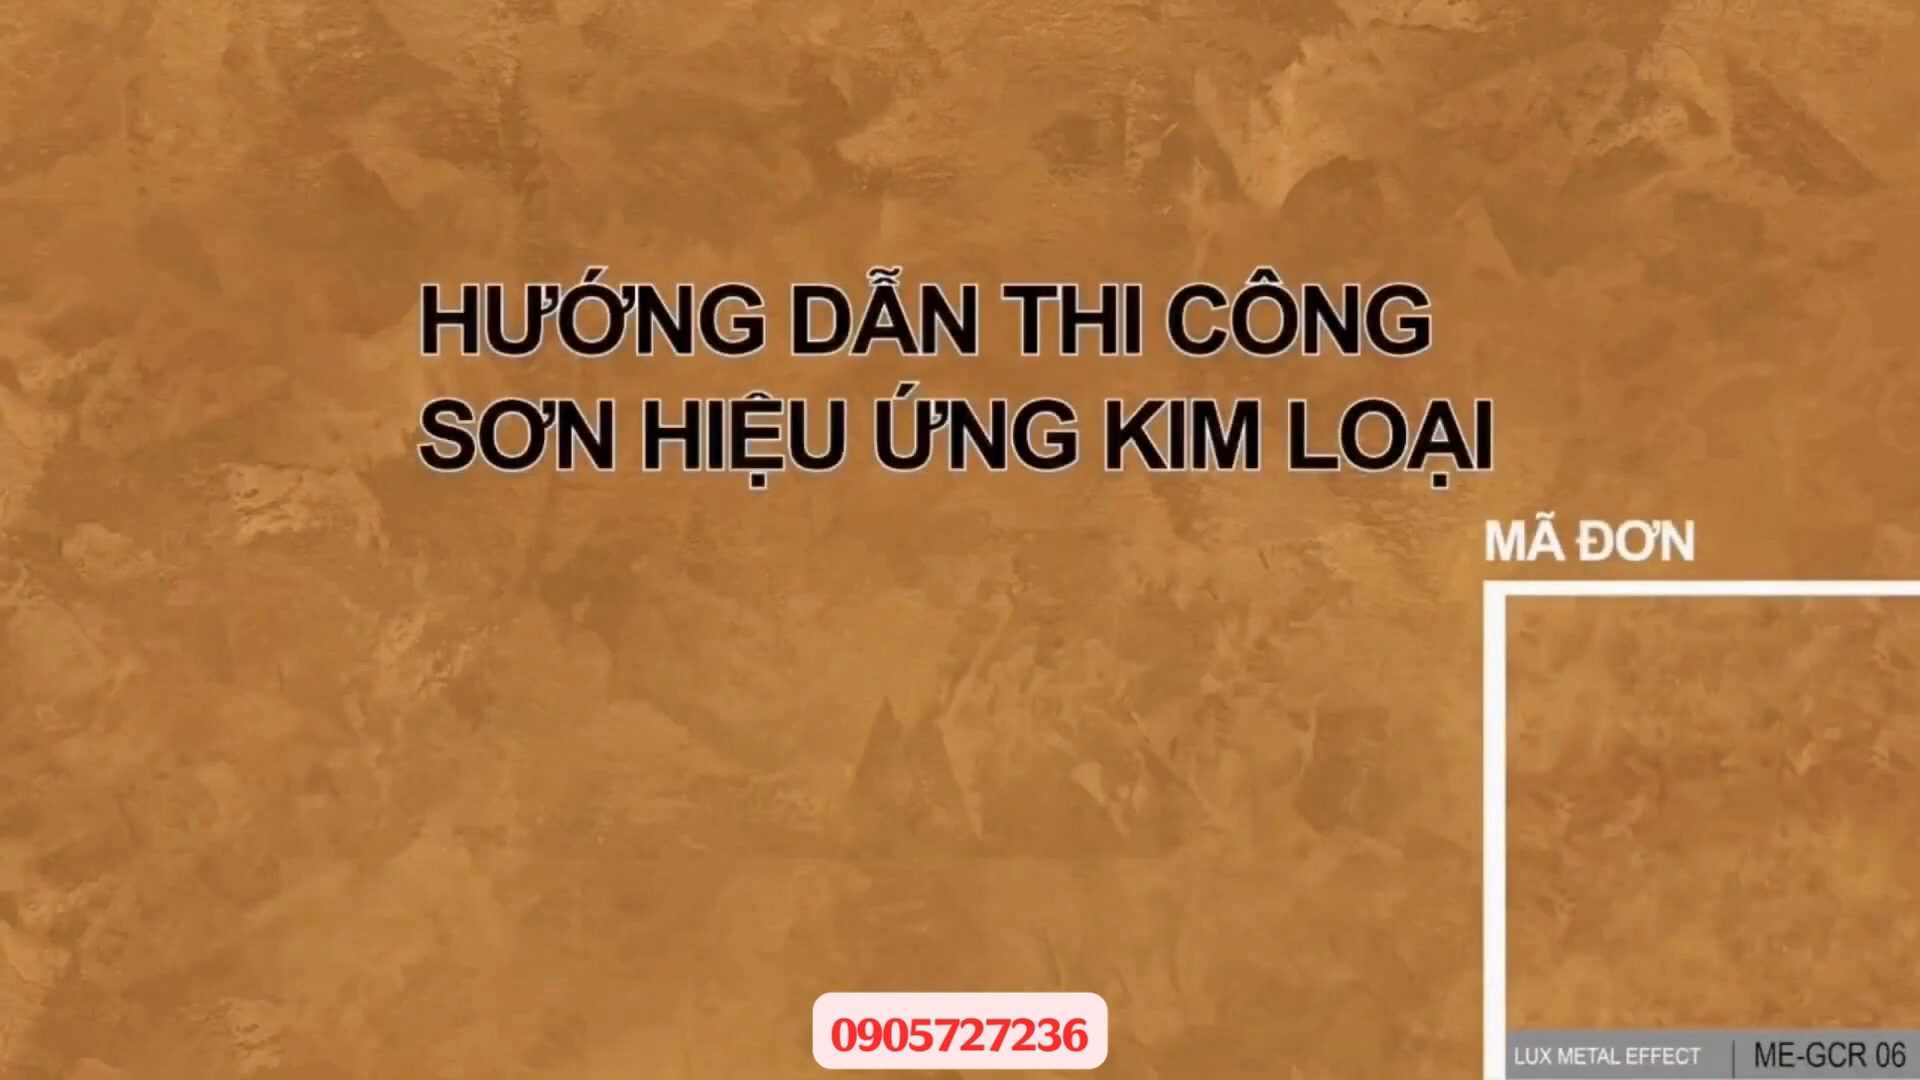 HƯỚNG DẪN THI CÔNG
SƠN HIỆU ỨNG KIM LOẠI
MÃ ĐƠN
LUX METAL EFFECT | ME-GCR 06
0905727236